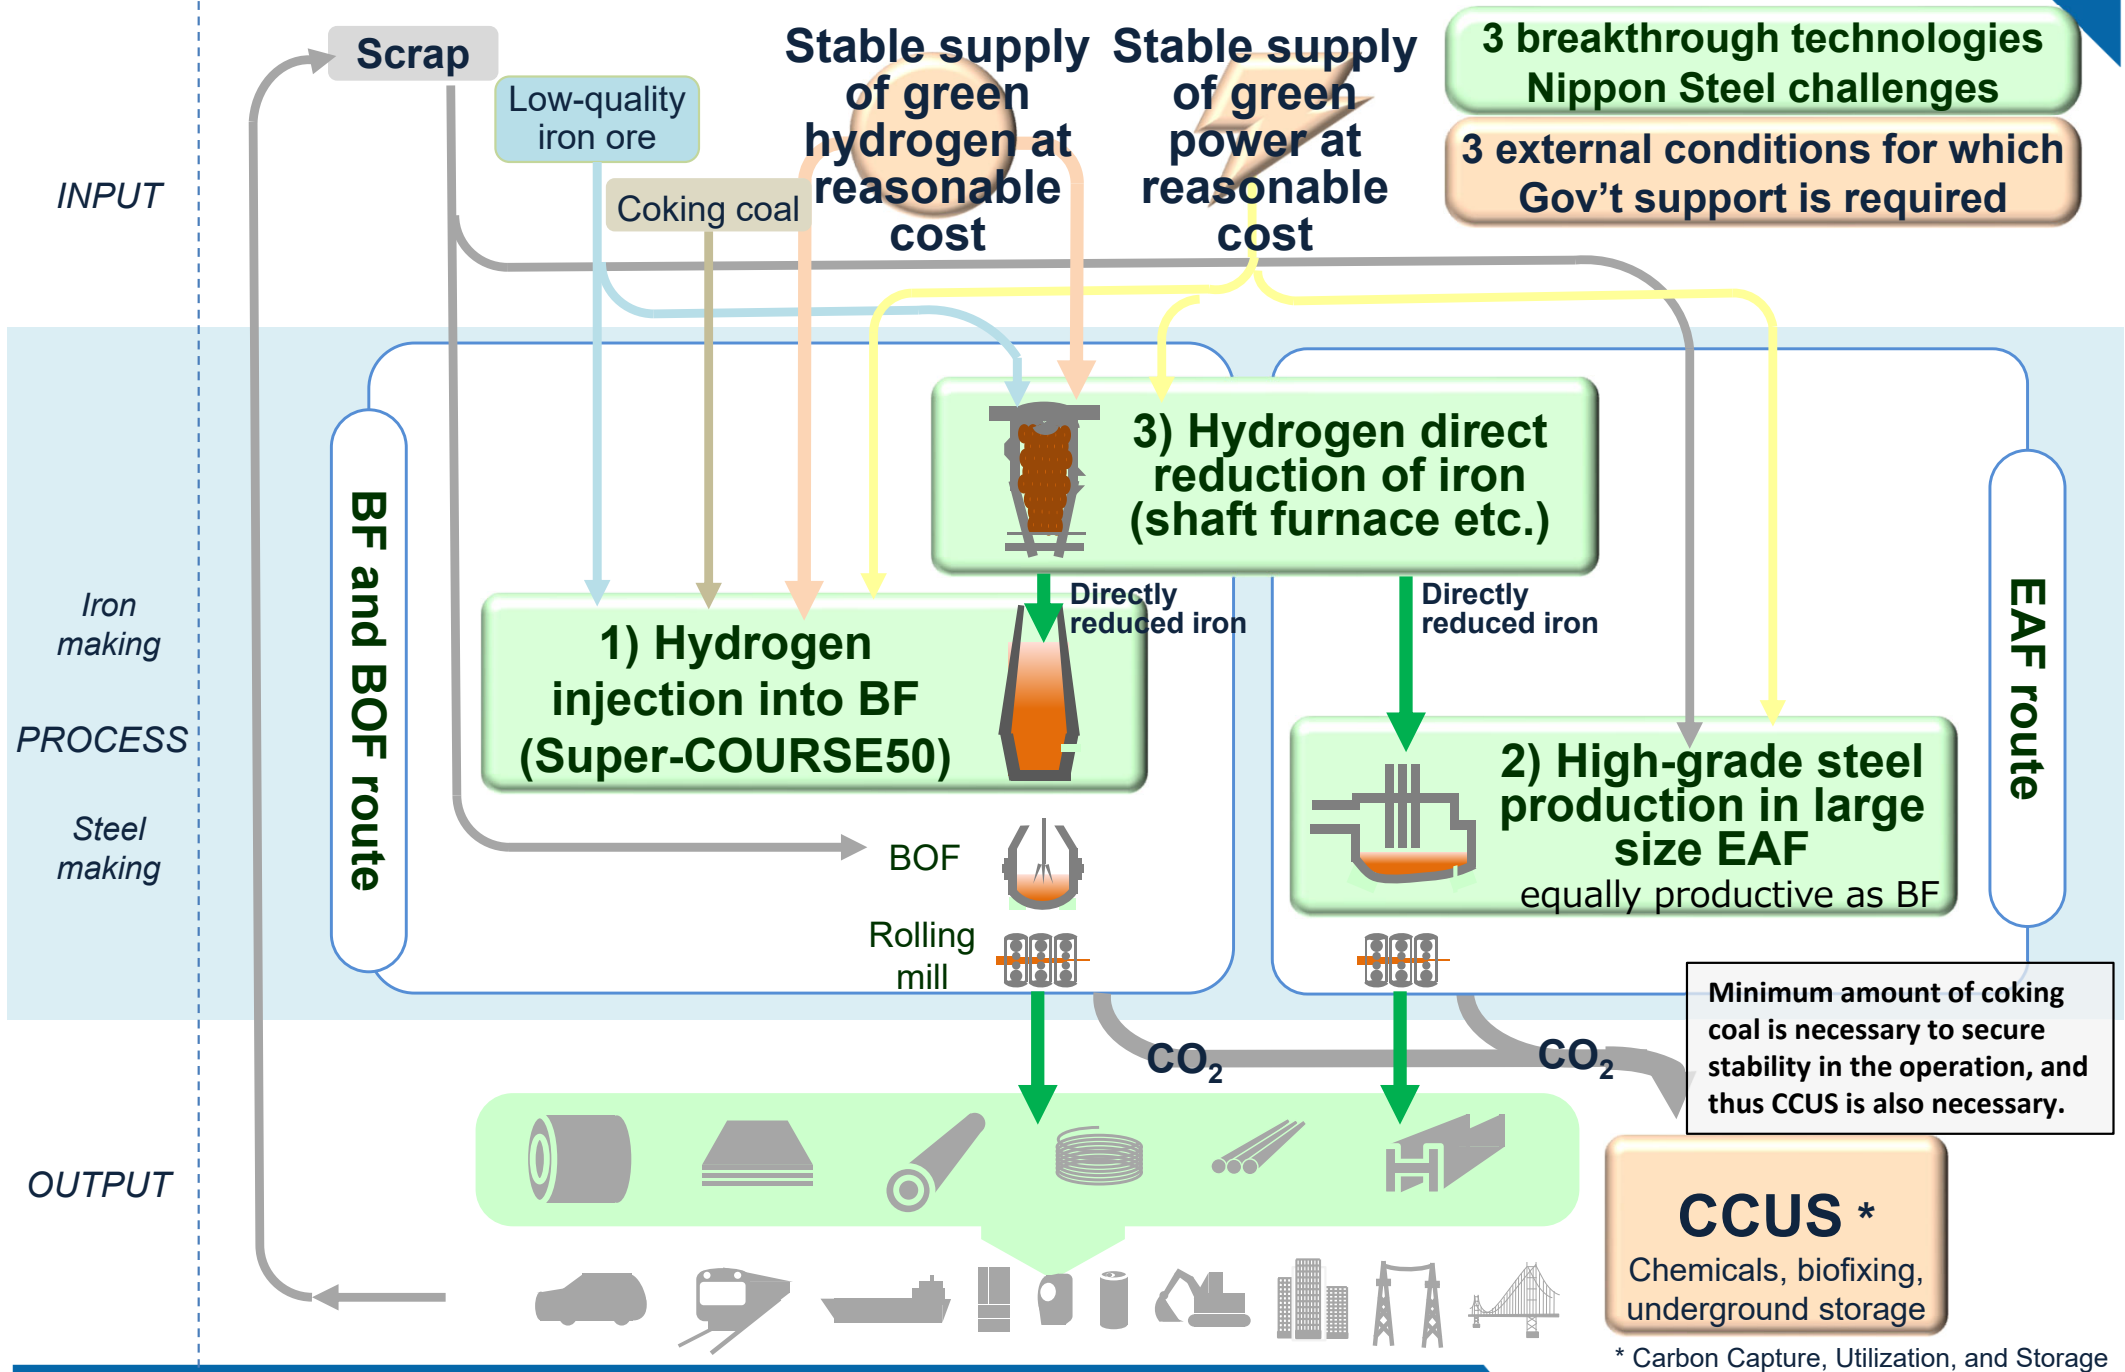 Scrap
Low-quality
iron ore
Coking coal
Stable supply
of green
hydrogen at
reasonable
cost
Stable supply
of green
power at
reasonable
cost
3 breakthrough technologies
Nippon Steel challenges
3 external conditions for which
Gov’t support is required
INPUT
Iron
making
PROCESS
Steel
making
OUTPUT
BF and BOF route
3) Hydrogen direct
reduction of iron
(shaft furnace etc.)
Directly
reduced iron
Directly
reduced iron
1) Hydrogen
injection into BF
(Super-COURSE50)
2) High-grade steel
production in large
size EAF
equally productive as BF
EAF route
BOF
Rolling
mill
CO2
CO2
Minimum amount of coking
coal is necessary to secure
stability in the operation, and
thus CCUS is also necessary.
CCUS *
Chemicals, biofixing,
underground storage
* Carbon Capture, Utilization, and Storage